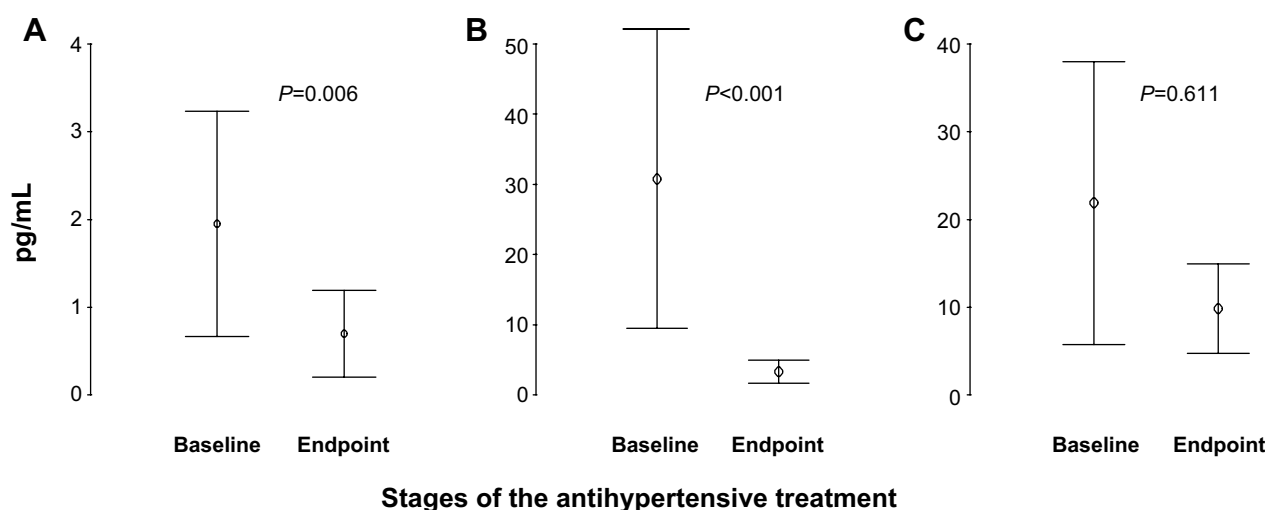 A
4
3
2
1
0
P=0.006
Baseline Endpoint
B
50
40
30
20
10
0
P<0.001
Baseline Endpoint
C
40
30
20
10
0
P=0.611
Baseline Endpoint
pg/mL
Stages of the antihypertensive treatment